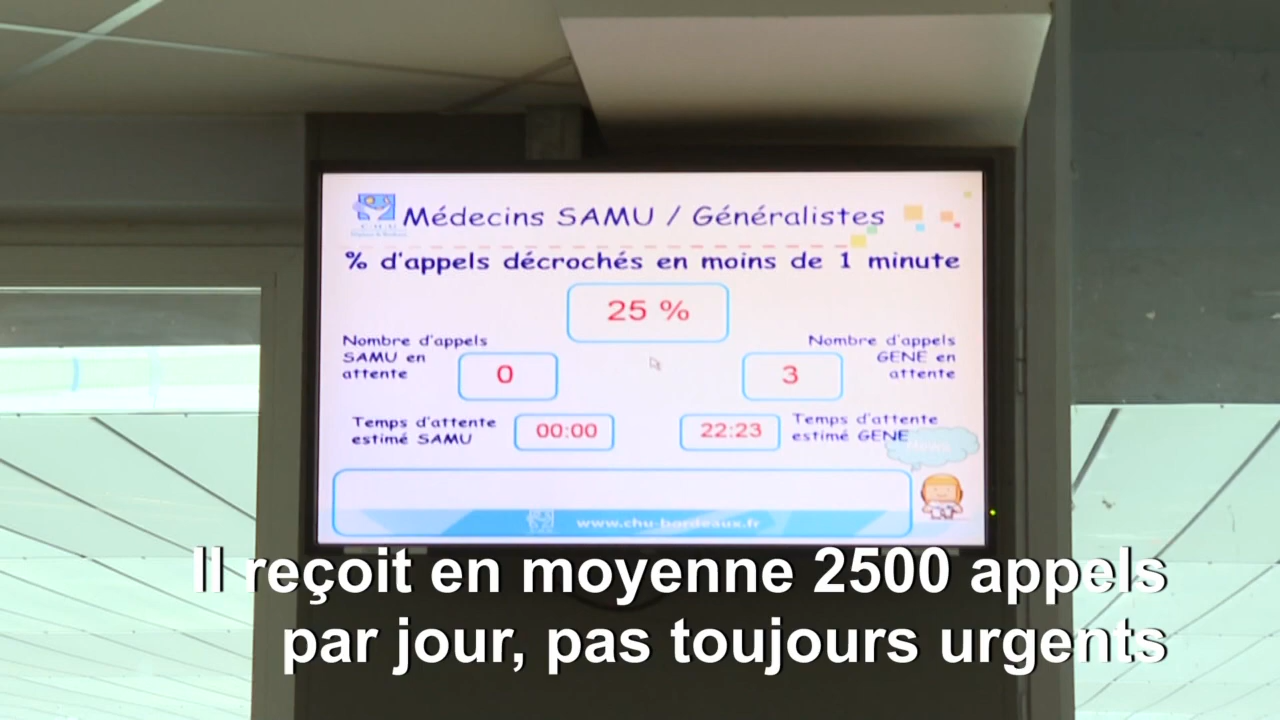 Médecins SAMU / Généralistes
% d'appels décrochés en moins de 1 minute
25 %
Nombre d'appels
SAMU en
attente
0
Nombre d'appels
GENE en
attente
3
Temps d'attente
estimé SAMU
00:00
22:23
Temps d'attente
estimé GENE
News
www.chu-bordeaux.fr
Il reçoit en moyenne 2500 appels
par jour, pas toujours urgents